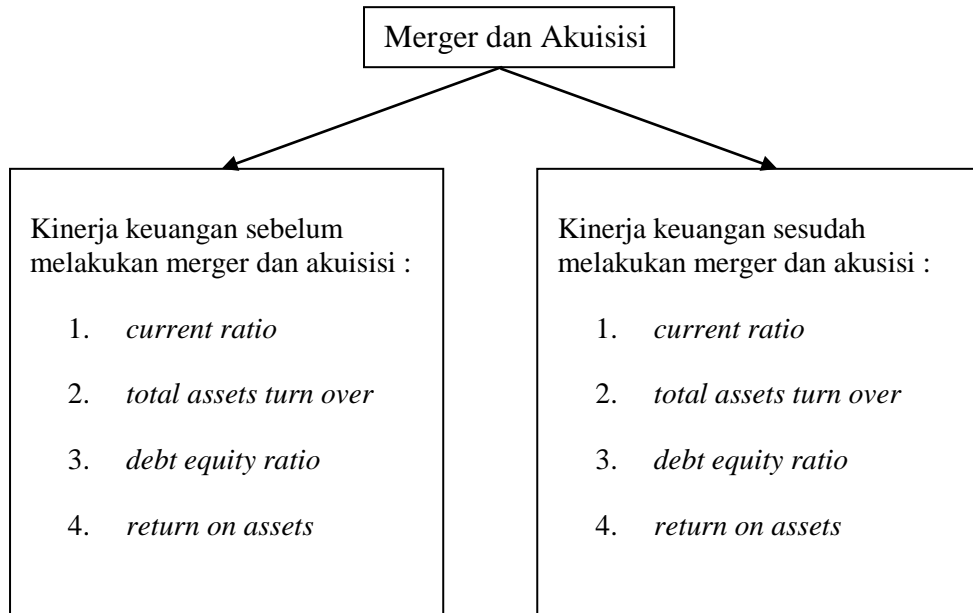 Merger dan Akuisisi
Kinerja keuangan sebelum
melakukan merger dan akuisisi :
1. current ratio
2. total assets turn over
3. debt equity ratio
4. return on assets
Kinerja keuangan sesudah
melakukan merger dan akusisi :
1. current ratio
2. total assets turn over
3. debt equity ratio
4. return on assets